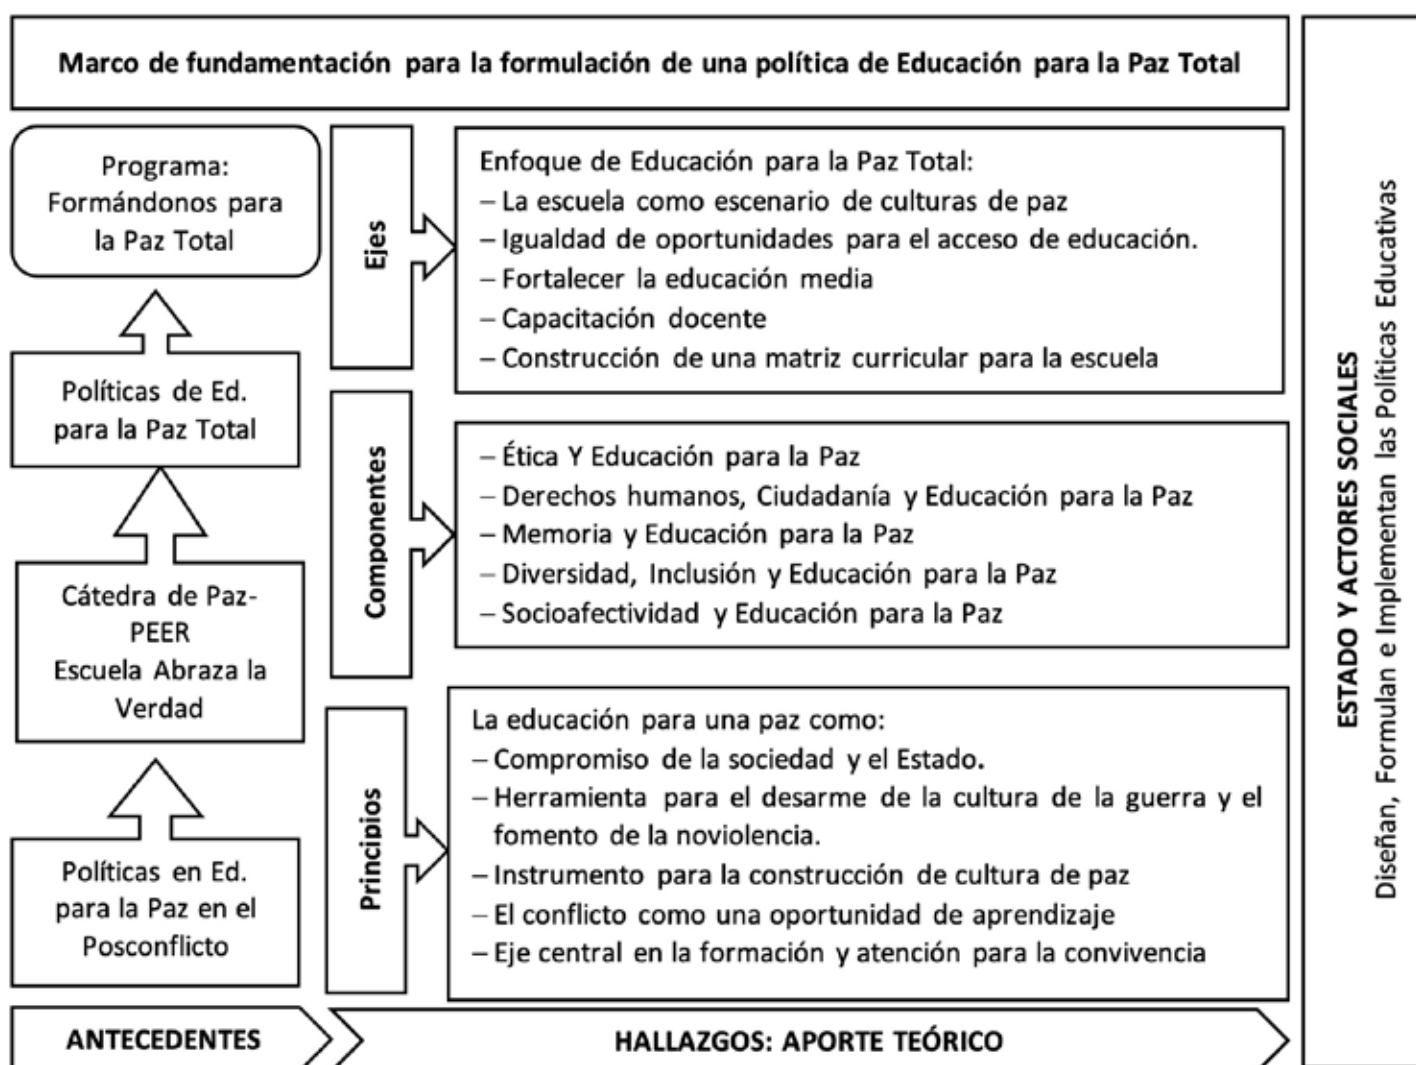 Marco de fundamentación para la formulación de una política de Educación para la Paz Total
Programa:
Formándonos para
la Paz Total
Políticas de Ed.
para la Paz Total
Cátedra de Paz-
PEER
Escuela Abraza la
Verdad
Políticas en Ed.
para la Paz en el
Posconflicto
ANTECEDENTES
Ejes
Enfoque de Educación para la Paz Total:
– La escuela como escenario de culturas de paz
– Igualdad de oportunidades para el acceso de educación.
– Fortalecer la educación media
– Capacitación docente
– Construcción de una matriz curricular para la escuela
Componentes
– Ética Y Educación para la Paz
– Derechos humanos, Ciudadanía y Educación para la Paz
– Memoria y Educación para la Paz
– Diversidad, Inclusión y Educación para la Paz
– Socioafectividad y Educación para la Paz
Principios
La educación para una paz como:
– Compromiso de la sociedad y el Estado.
– Herramienta para el desarme de la cultura de la guerra y el
fomento de la noviolencia.
– Instrumento para la construcción de cultura de paz
– El conflicto como una oportunidad de aprendizaje
– Eje central en la formación y atención para la convivencia
HALLAZGOS: APORTE TEÓRICO
ESTADO Y ACTORES SOCIALES
Diseñan, Formulan e Implementan las Políticas Educativas